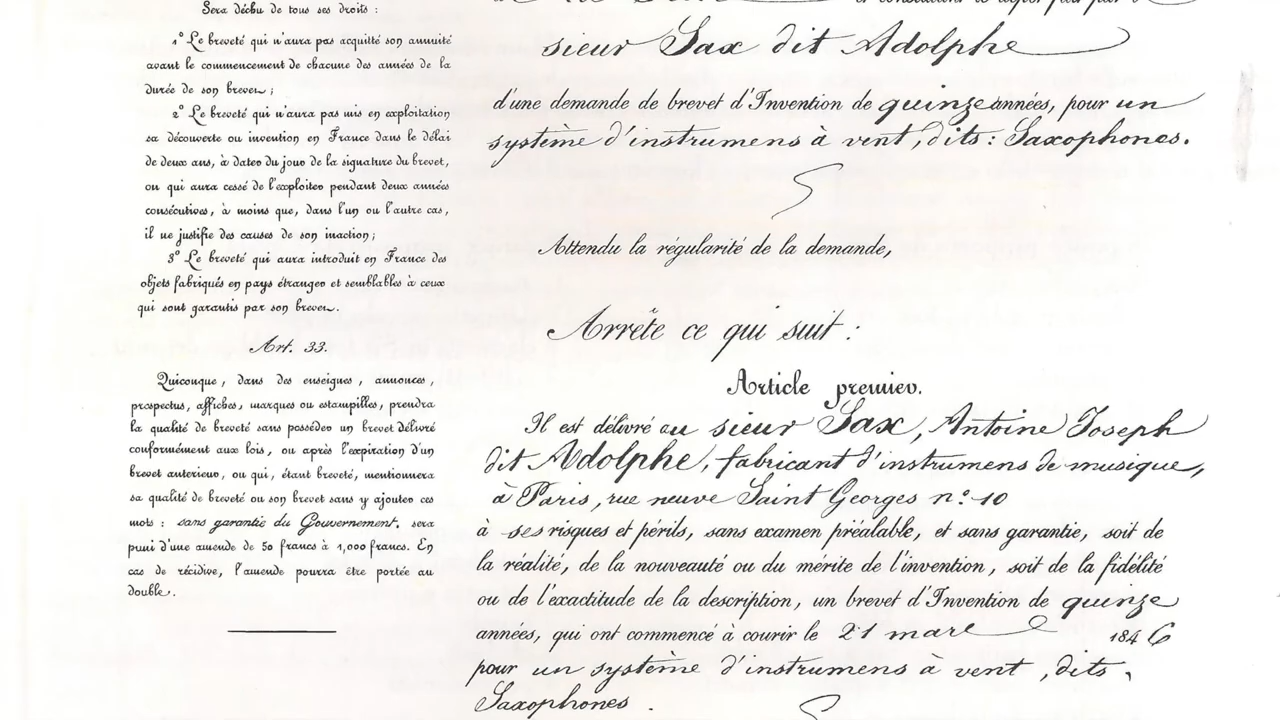 Sera déchu de tous ses droits :
1° Le breveté qui n'aura pas acquitté son annuité
avant le commencement de chacune des années de la
durée de son brevet ;
2° Le breveté qui n'aura pas mis en exploitation
sa découverte ou invention en France dans le délai
de deux ans, à dater du jour de la signature du brevet,
ou qui aura cessé de l'exploiter pendant deux années
consécutives, à moins que, dans l'un ou l'autre cas,
il ne justifie des causes de son inaction;
3° Le breveté qui aura introduit en France des
objets fabriqués en pays étranger et semblables à ceux
qui sont garantis par son brevet.
Art. 33.
Quiconque, dans des enseignes, annonces,
prospectus, affiches, marques ou estampilles, prendra
la qualité de breveté sans posséder un brevet délivré
conformément aux lois, ou après l'expiration d'un
brevet antérieur, ou qui, étant breveté, mentionnera
sa qualité de breveté ou son brevet sans y ajouter ces
mots : sans garantie du Gouvernement, sera
puni d'une amende de 50 francs à 1,000 francs. En
cas de récidive, l'amende pourra être portée au
double.
sieur Sax dit Adolphe
d'une demande de brevet d'Invention de quinze années, pour un
système d'instrumens à vent, dits : Saxophones.
Attendu la régularité de la demande,
Arrête ce qui suit :
Article premier.
Il est délivré au sieur Sax, Antoine Joseph
dit Adolphe, fabricant d'instrumens de musique,
à Paris, rue neuve Saint Georges n° 10
à ses risques et périls, sans examen préalable, et sans garantie, soit de
la réalité, de la nouveauté ou du mérite de l'invention, soit de la fidélité
ou de l'exactitude de la description, un brevet d'Invention de quinze
années, qui ont commencé à courir le 21 mars 1846
pour un système d'instrumens à vent, dits
Saxophones.